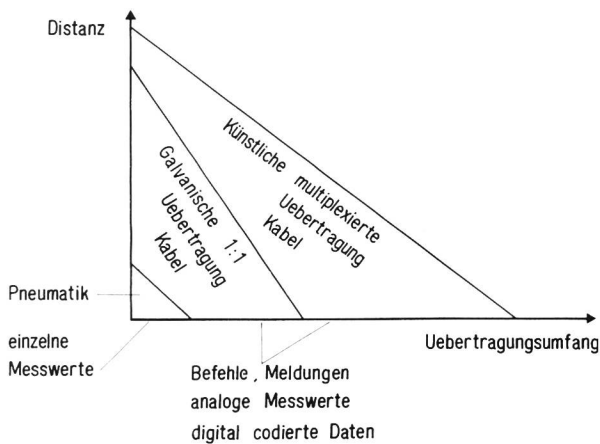 Distanz
Künstliche multiplexierte
Uebertragung
Kabel
Galvanische 1:1
Uebertragung
Kabel
Pneumatik
einzelne
Messwerte
Uebertragungsumfang
Befehle, Meldungen
analoge Messwerte
digital codierte Daten